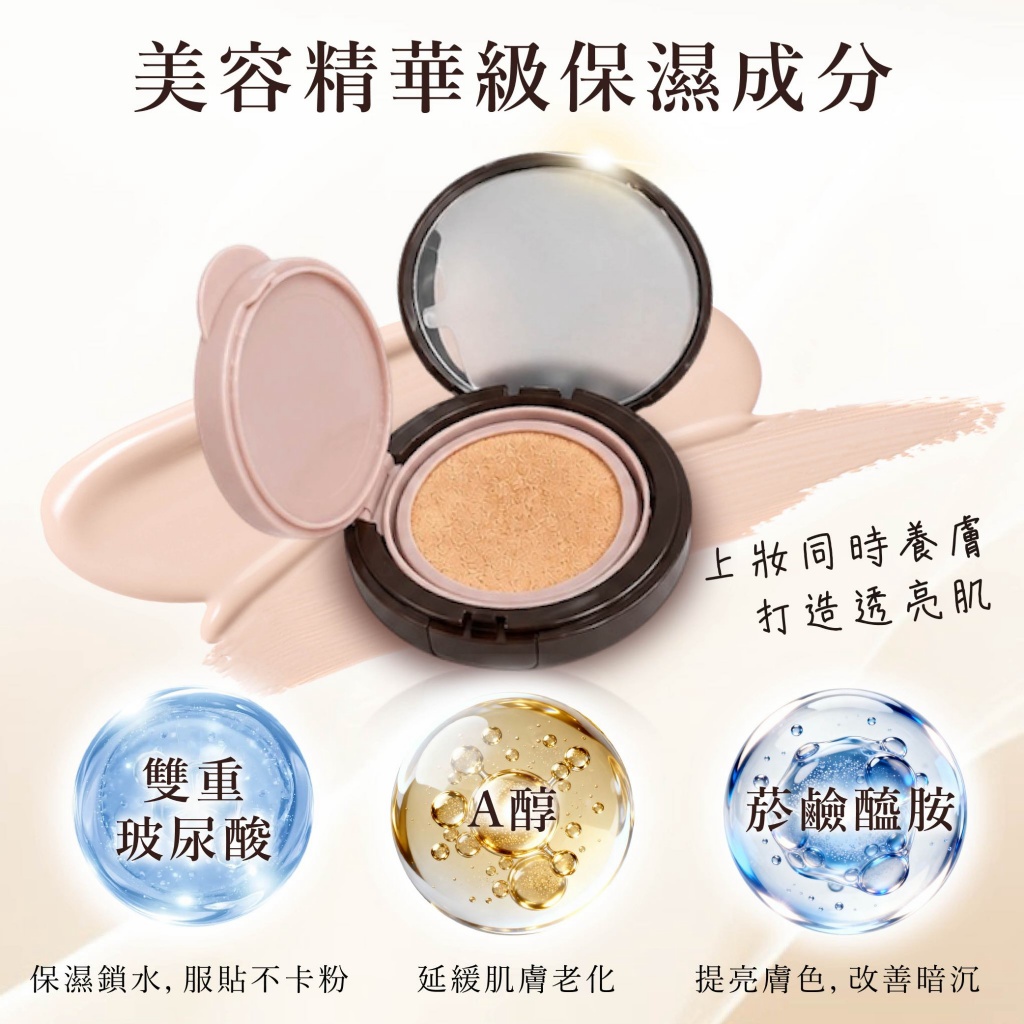 美容精華級保濕成分
上妝同時養膚
打造透亮肌
雙重
玻尿酸
A醇
菸鹼醯胺
保濕鎖水, 服貼不卡粉
延緩肌膚老化
提亮膚色, 改善暗沉